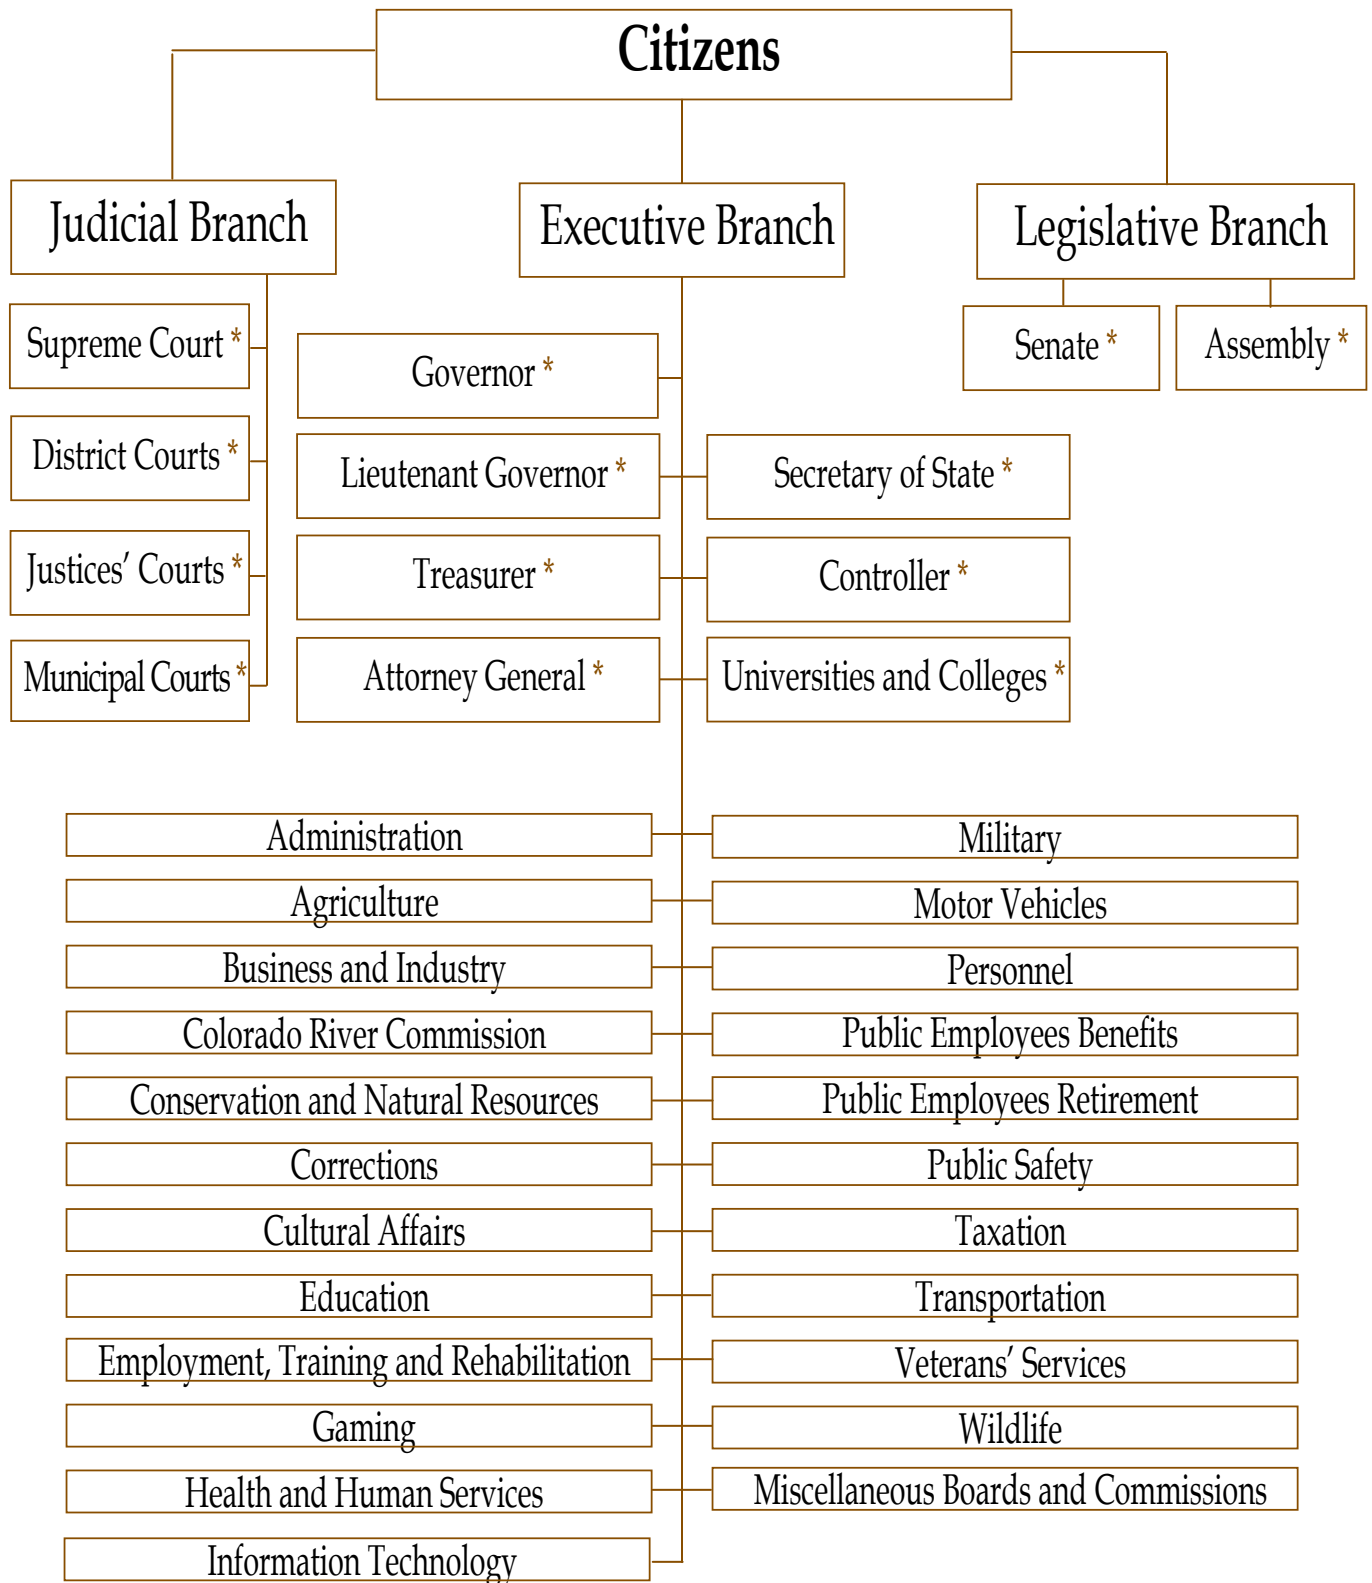 Citizens
Judicial Branch
Executive Branch
Legislative Branch
Supreme Court *
District Courts *
Justices’ Courts *
Municipal Courts *
Governor *
Lieutenant Governor *
Secretary of State *
Treasurer *
Controller *
Attorney General *
Universities and Colleges *
Senate *
Assembly *
Administration
Military
Agriculture
Motor Vehicles
Business and Industry
Personnel
Colorado River Commission
Public Employees Benefits
Conservation and Natural Resources
Public Employees Retirement
Corrections
Public Safety
Cultural Affairs
Taxation
Education
Transportation
Employment, Training and Rehabilitation
Veterans’ Services
Gaming
Wildlife
Health and Human Services
Miscellaneous Boards and Commissions
Information Technology